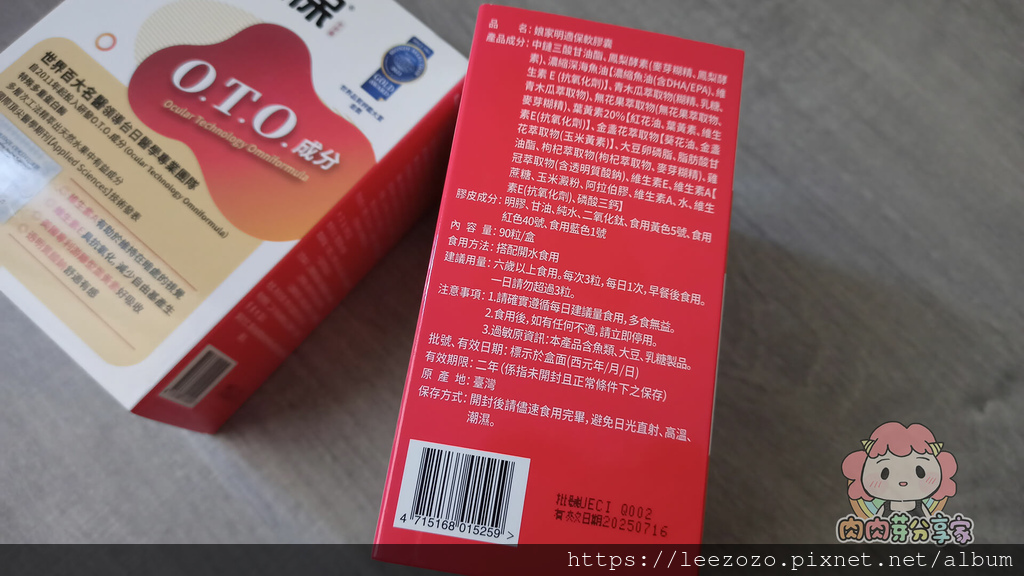 保
O.T.O.成分
Ocular Technology Omniformula
世界百大名醫領導台日醫學專業團隊
品　　名: 娘家明適保軟膠囊
產品成分: 中鏈三酸甘油酯、鳳梨酵素(麥芽糊精、鳳梨酵
素)、濃縮深海魚油【濃縮魚油(含DHA/EPA)、維
生素 E (抗氧化劑)】、青木瓜萃取物(糊精、乳糖、
青木瓜萃取物)、無花果萃取物(無花果萃取物、
麥芽糊精)、葉黃素20%【紅花油、葉黃素、維生
素E(抗氧化劑)】、金盞花萃取物【葵花油、金盞
花萃取物(玉米黃素)】、大豆卵磷脂、脂肪酸甘
油酯、枸杞萃取物(枸杞萃取物、麥芽糊精)、雞
冠萃取物(含透明質酸鈉)、維生素E、維生素A【
蔗糖、玉米澱粉、阿拉伯膠、維生素A、水、維生
素E(抗氧化劑)、磷酸三鈣】
膠皮成分: 明膠、甘油、純水、二氧化鈦、食用黃色5號、食用
紅色40號、食用藍色1號
內 容 量: 90粒/盒
食用方法: 搭配開水食用
建議用量: 六歲以上食用。每次3粒, 每日1次, 早餐後食用。
一日請勿超過3粒。
注意事項: 1.請確實遵循每日建議量食用, 多食無益。
2.食用後, 如有任何不適, 請立即停用。
3.過敏原資訊: 本產品含魚類、大豆、乳糖製品。
批號、有效日期: 標示於盒面(西元年/月/日)
有效期限: 二年 (係指未開封且正常條件下之保存)
原 產 地: 臺灣
保存方式: 開封後請儘速食用完畢, 避免日光直射、高溫、
潮濕。
4 715168 015259 >
批號JECI Q002
有效日期20250716
肉肉芽分享家
https://leezozo.pixnet.net/album